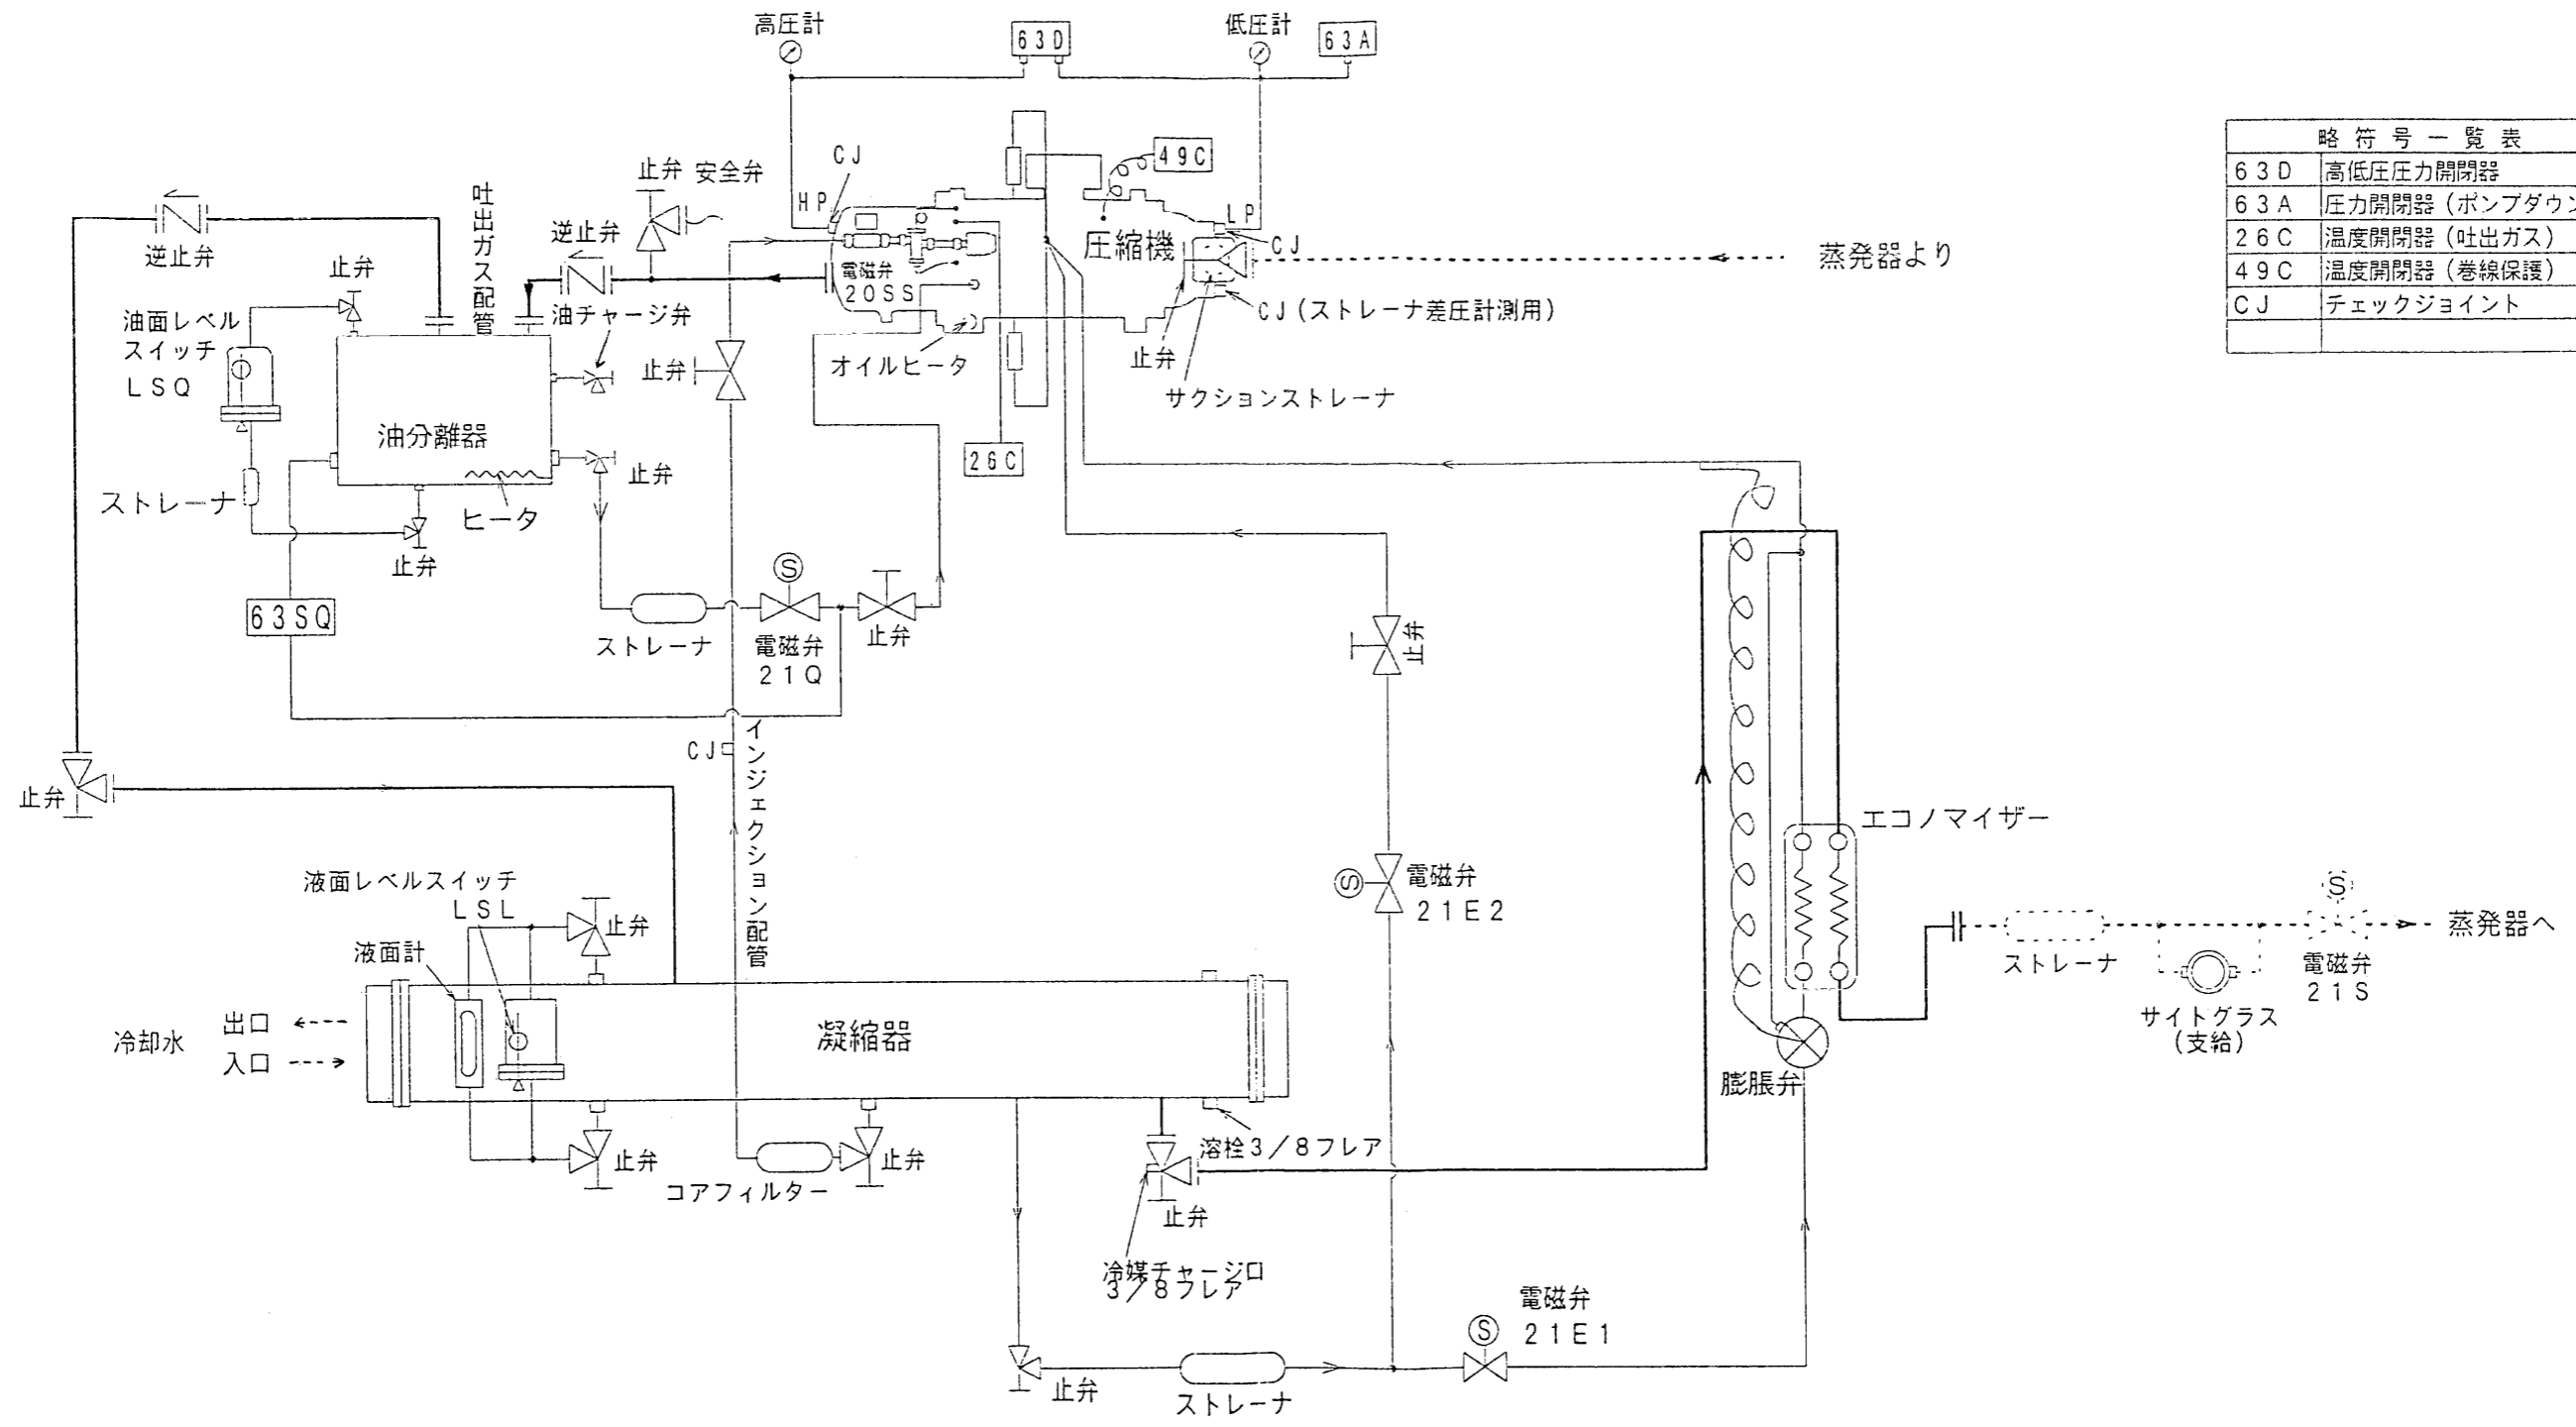 高圧計
63D
低圧計
63A
略符号一覧表
63D 高低圧圧力開閉器
63A 圧力開閉器(ポンプダウン
26C 温度開閉器(吐出ガス)
49C 温度開閉器(巻線保護)
CJ チェックジョイント
CJ
49C
止弁 安全弁
HP
LP
吐出ガス配管
逆止弁
逆止弁
圧縮機
CJ
蒸発器より
止弁
電磁弁
20SS
油チャージ弁
CJ(ストレーナ差圧計測用)
油面レベル
スイッチ
LSQ
止弁
オイルヒータ
止弁
サクションストレーナ
油分離器
26C
止弁
ストレーナ
ヒータ
止弁
S
63SQ
ストレーナ
電磁弁
21Q
止弁
止弁
CJ
インジェクション配管
止弁
エコノマイザー
液面レベルスイッチ
LSL
止弁
S
電磁弁
21E2
S
液面計
ストレーナ
電磁弁
21S
蒸発器へ
サイトグラス
(支給)
冷却水
出口
入口
凝縮器
膨脹弁
溶栓3/8フレア
止弁
止弁
コアフィルター
止弁
冷媒チャージ口
3/8フレア
電磁弁
21E1
S
止弁
ストレーナ